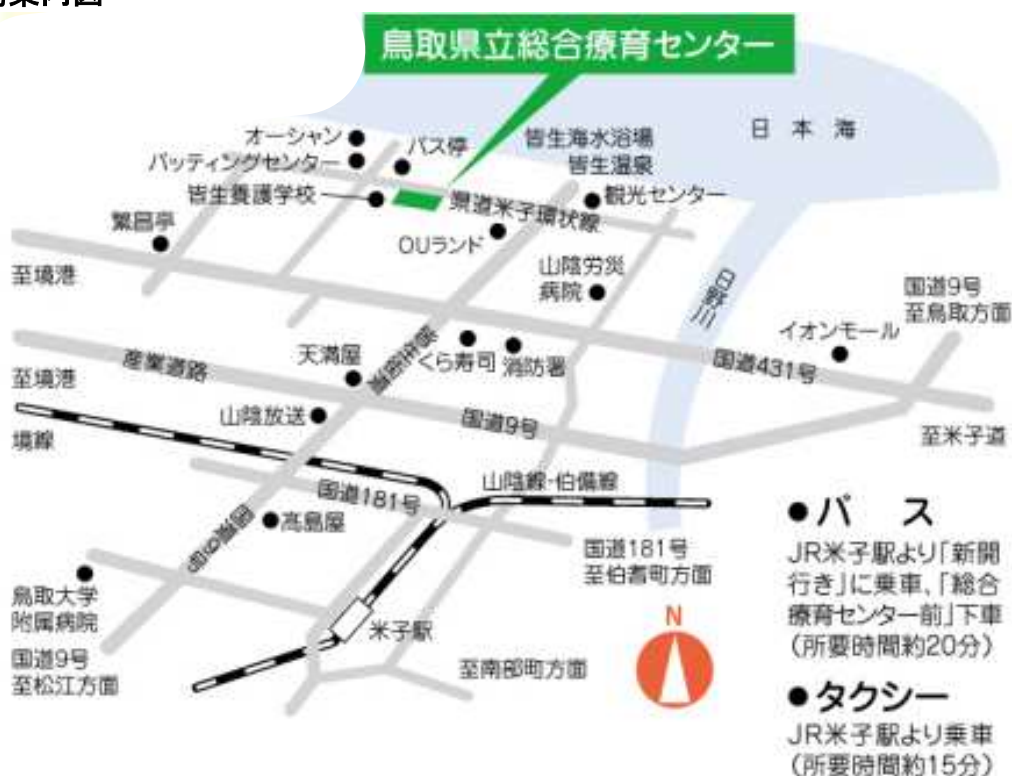 鳥取県立総合療育センター
日本海
オーシャン
バッティングセンター
バス停
皆生海水浴場
皆生温泉
皆生養護学校
観光センター
県道米子環状線
繁昌亭
OUランド
至境港
山陰労災
病院
日野川
国道9号
至鳥取方面
イオンモール
天満屋
皆生街道
くら寿司
消防署
国道431号
産業道路
至境港
山陰放送
国道9号
至米子道
境線
国道181号
山陰線・伯備線
髙島屋
国道9号
国道181号
至伯耆町方面
鳥取大学
附属病院
米子駅
N
国道9号
至松江方面
至南部町方面
●バス
JR米子駅より「新開
行き」に乗車、「総合
療育センター前」下車
（所要時間約20分）
●タクシー
JR米子駅より乗車
（所要時間約15分）